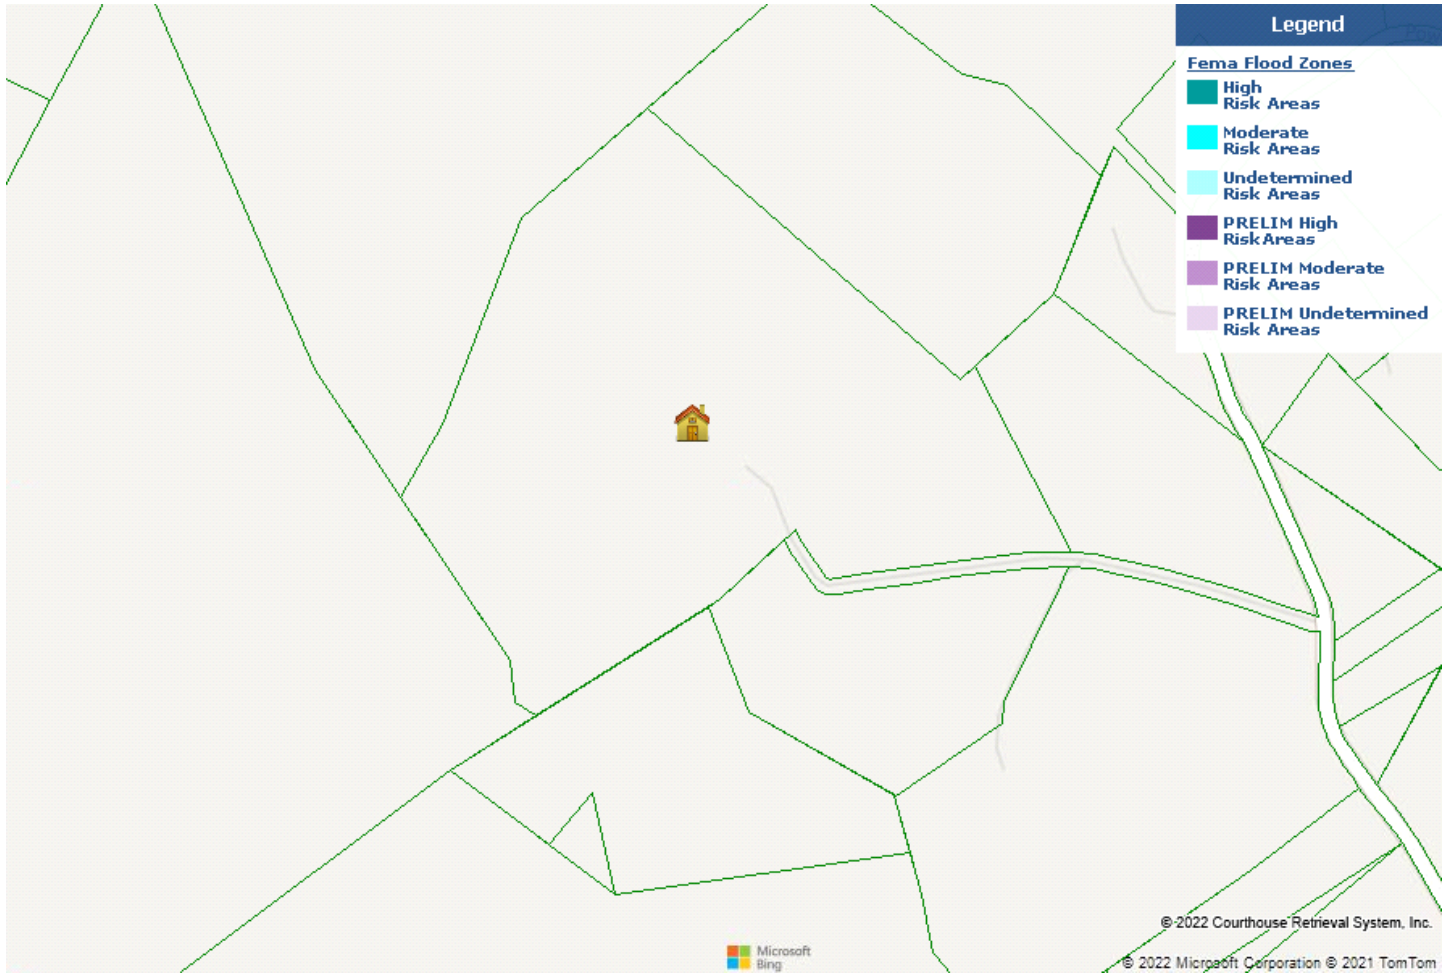 Legend
Fema Flood Zones
High
Risk Areas
Moderate
Risk Areas
Undetermined
Risk Areas
PRELIM High
Risk Areas
PRELIM Moderate
Risk Areas
PRELIM Undetermined
Risk Areas
© 2022 Courthouse Retrieval System, Inc.
Microsoft
Bing
© 2022 Microsoft Corporation © 2021 TomTom